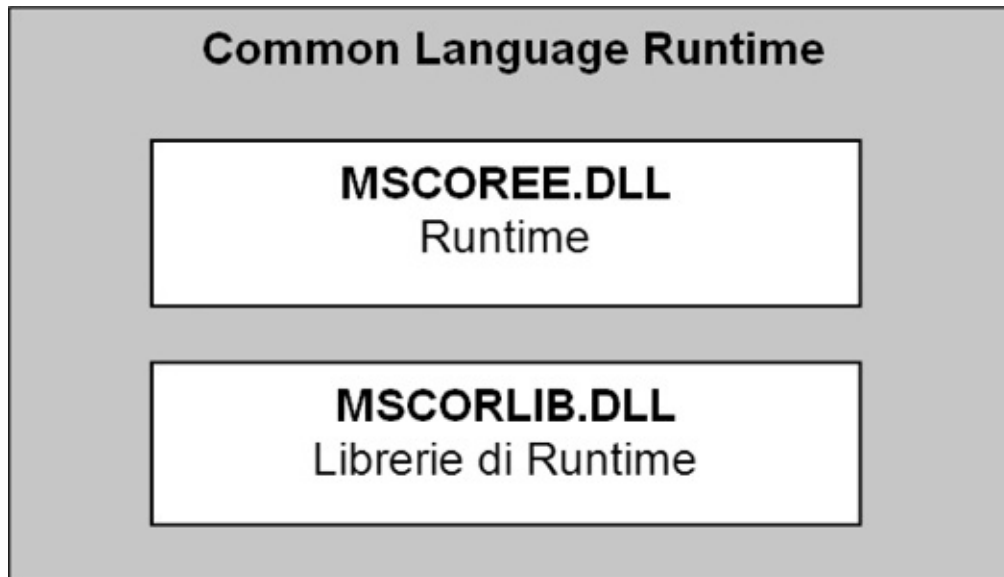 Common Language Runtime
MSCOREE.DLL
Runtime
MSCORLIB.DLL
Librerie di Runtime